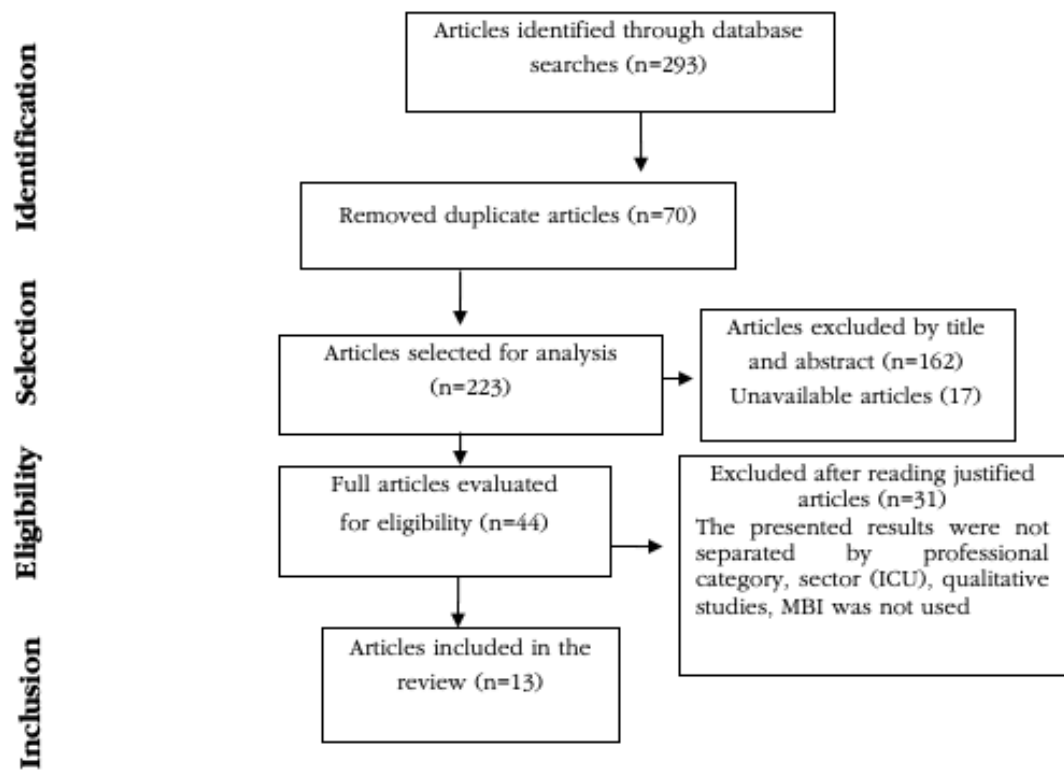 Identification
Articles identified through database
searches (n=293)
Removed duplicate articles (n=70)
Selection
Articles selected for analysis
(n=223)
Articles excluded by title
and abstract (n=162)
Unavailable articles (17)
Eligibility
Full articles evaluated
for eligibility (n=44)
Excluded after reading justified
articles (n=31)
The presented results were not
separated by professional
category, sector (ICU), qualitative
studies, MBI was not used
Inclusion
Articles included in the
review (n=13)